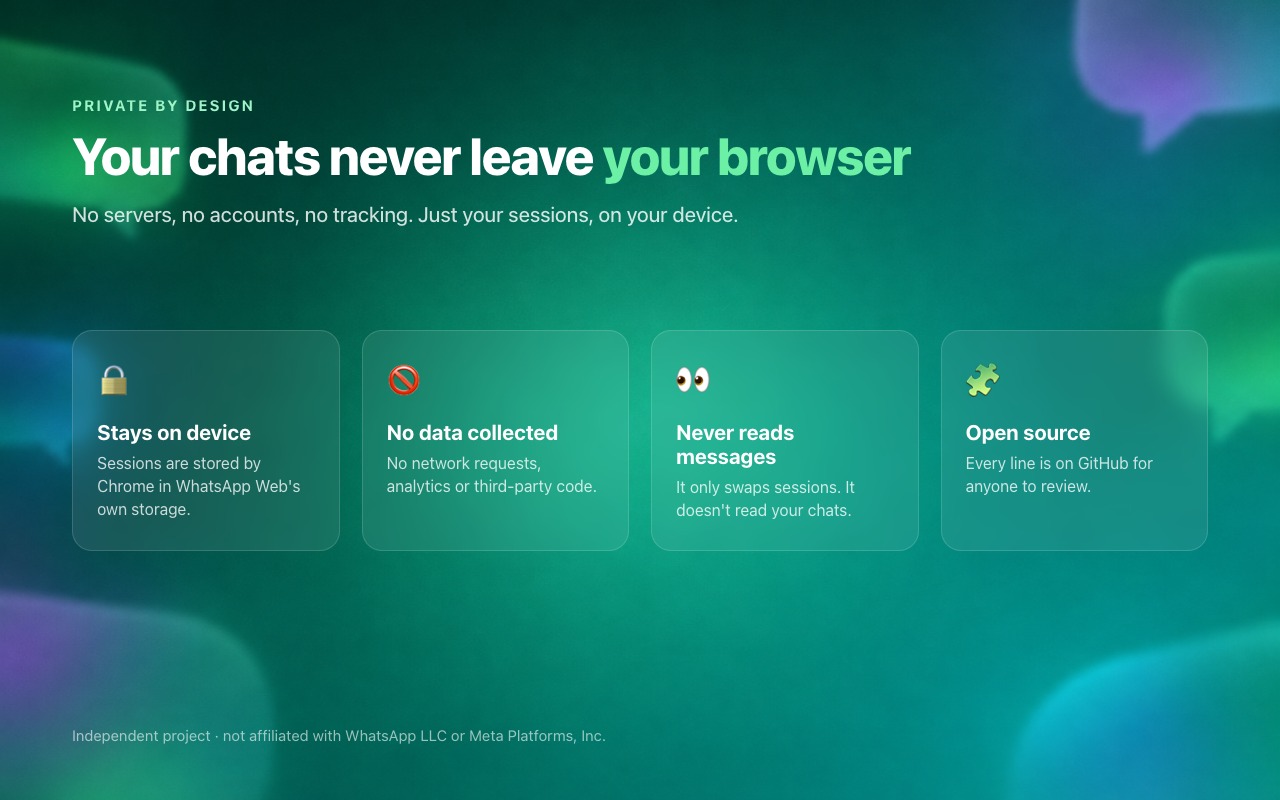 PRIVATE BY DESIGN
Your chats never leave your browser
No servers, no accounts, no tracking. Just your sessions, on your device.
Stays on device
Sessions are stored by
Chrome in WhatsApp Web's
own storage.
No data collected
No network requests,
analytics or third-party code.
Never reads
messages
It only swaps sessions. It
doesn't read your chats.
Open source
Every line is on GitHub for
anyone to review.
Independent project · not affiliated with WhatsApp LLC or Meta Platforms, Inc.